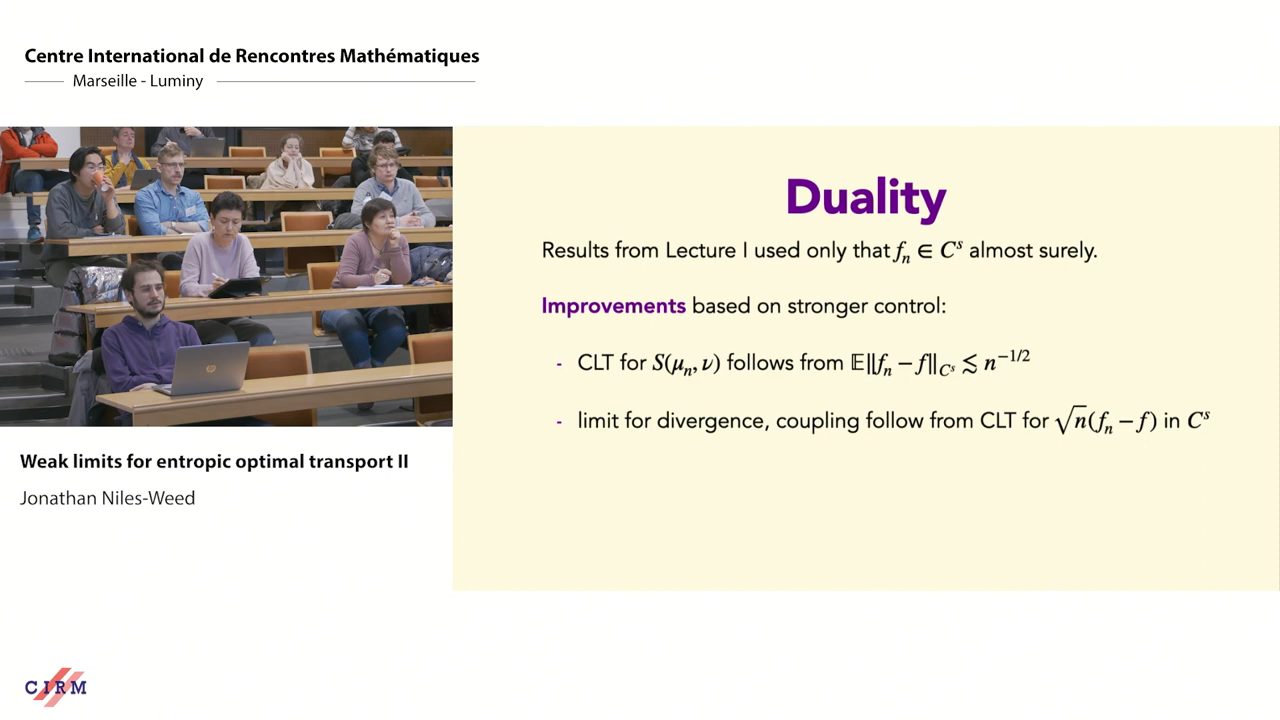 Centre International de Rencontres Mathématiques
Marseille - Luminy
Duality
Results from Lecture I used only that fₙ ∈ Cˢ almost surely.
Improvements based on stronger control:
- CLT for S(μₙ, ν) follows from 𝔼‖fₙ − f‖_{Cˢ} ≲ n^{−1/2}
- limit for divergence, coupling follow from CLT for √n(fₙ − f) in Cˢ
Weak limits for entropic optimal transport II
Jonathan Niles-Weed
CIRM
hp